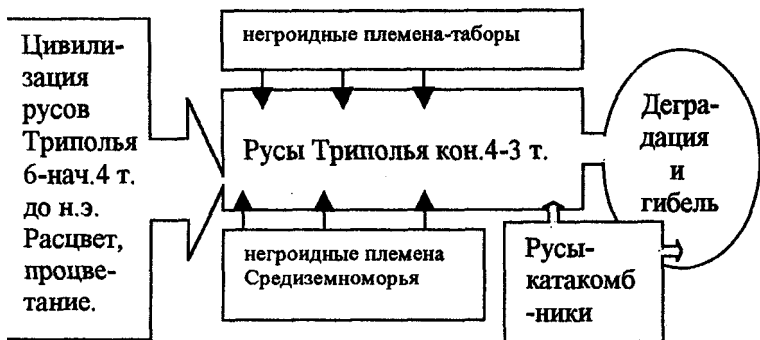 Цивили-
зация
русов
Триполья
6-нач.4 т.
до н.э.
Расцвет,
процве-
тание.
негроидные племена-таборы
Русы Триполья кон.4-3 т.
негроидные племена
Средиземноморья
Русы-
катакомб
-ники
Дегра-
дация
и
гибель